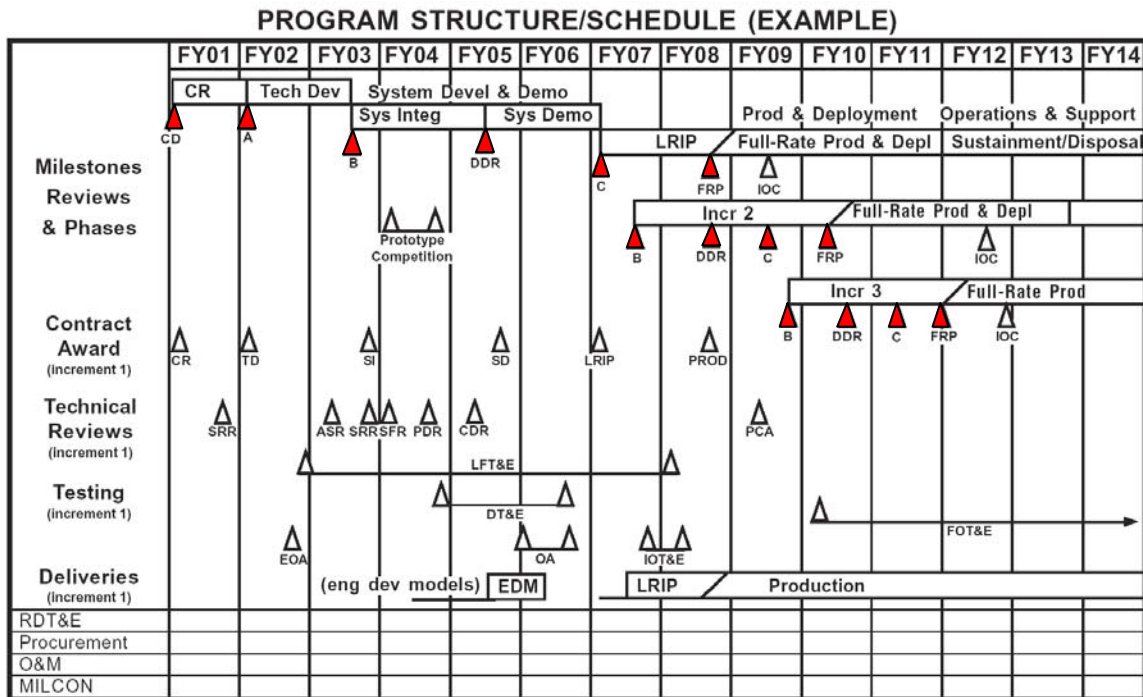 PROGRAM STRUCTURE/SCHEDULE (EXAMPLE)
FY01 FY02 FY03 FY04 FY05 FY06 FY07 FY08 FY09 FY10 FY11 FY12 FY13 FY14
CR Tech Dev System Devel & Demo
Sys Integ Sys Demo Prod & Deployment Operations & Support
CD A
LRIP Full-Rate Prod & Depl Sustainment/Disposal
B DDR C FRP IOC
Milestones
Reviews
& Phases
Incr 2 Full-Rate Prod & Depl
Prototype
Competition
B DDR C FRP IOC
Incr 3 Full-Rate Prod
B DDR C FRP IOC
Contract
Award
(increment 1)
CR TD SI SD LRIP PROD
Technical
Reviews
(increment 1)
SRR ASR SRR SFR PDR CDR PCA
LFT&E
Testing
(increment 1)
DT&E
FOT&E
EOA OA IOT&E
Deliveries
(increment 1)
(eng dev models) EDM LRIP Production
RDT&E
Procurement
O&M
MILCON